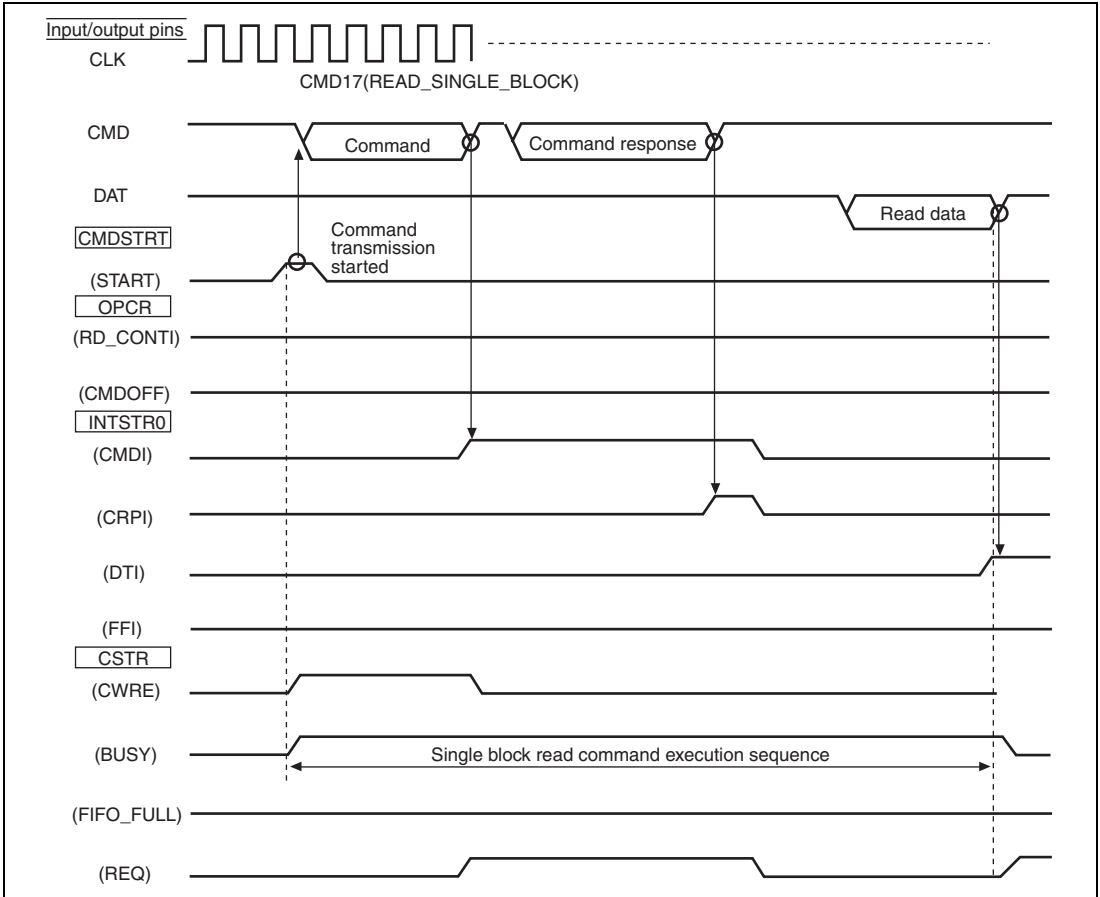 Input/output pins
CLK
CMD17(READ_SINGLE_BLOCK)
CMD
Command
Command response
DAT
Read data
CMDSTRT
Command
transmission
started
(START)
OPCR
(RD_CONTI)
(CMDOFF)
INTSTR0
(CMDI)
(CRPI)
(DTI)
(FFI)
CSTR
(CWRE)
(BUSY)
Single block read command execution sequence
(FIFO_FULL)
(REQ)